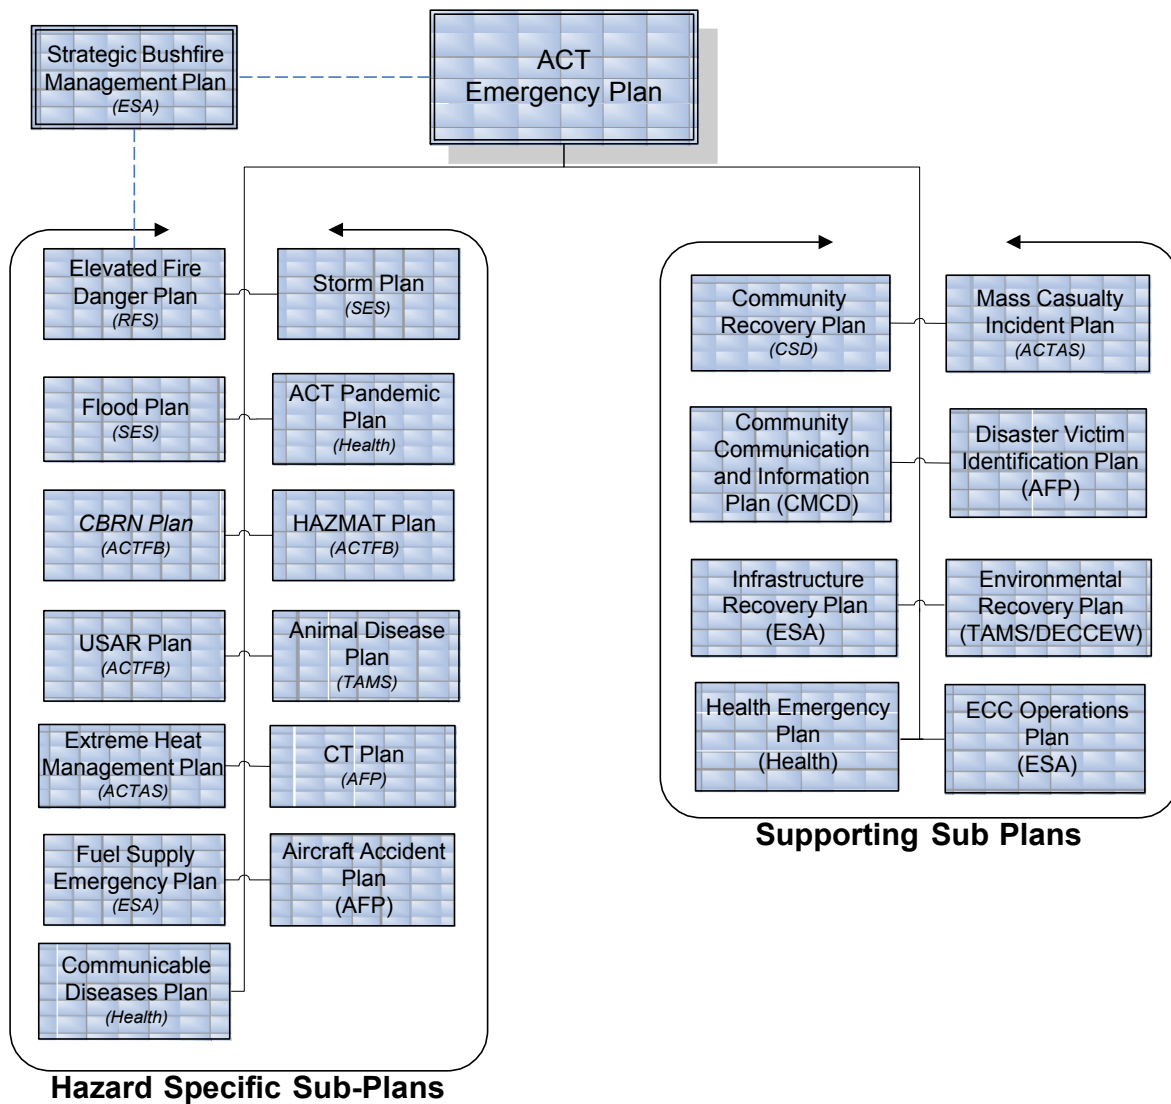 Strategic Bushfire
Management Plan
(ESA)
ACT
Emergency Plan
Elevated Fire
Danger Plan
(RFS)
Storm Plan
(SES)
Flood Plan
(SES)
ACT Pandemic
Plan
(Health)
CBRN Plan
(ACTFB)
HAZMAT Plan
(ACTFB)
USAR Plan
(ACTFB)
Animal Disease
Plan
(TAMS)
Extreme Heat
Management Plan
(ACTAS)
CT Plan
(AFP)
Fuel Supply
Emergency Plan
(ESA)
Aircraft Accident
Plan
(AFP)
Communicable
Diseases Plan
(Health)
Hazard Specific Sub-Plans
Community
Recovery Plan
(CSD)
Mass Casualty
Incident Plan
(ACTAS)
Community
Communication
and Information
Plan (CMCD)
Disaster Victim
Identification Plan
(AFP)
Infrastructure
Recovery Plan
(ESA)
Environmental
Recovery Plan
(TAMS/DECCEW)
Health Emergency
Plan
(Health)
ECC Operations
Plan
(ESA)
Supporting Sub Plans